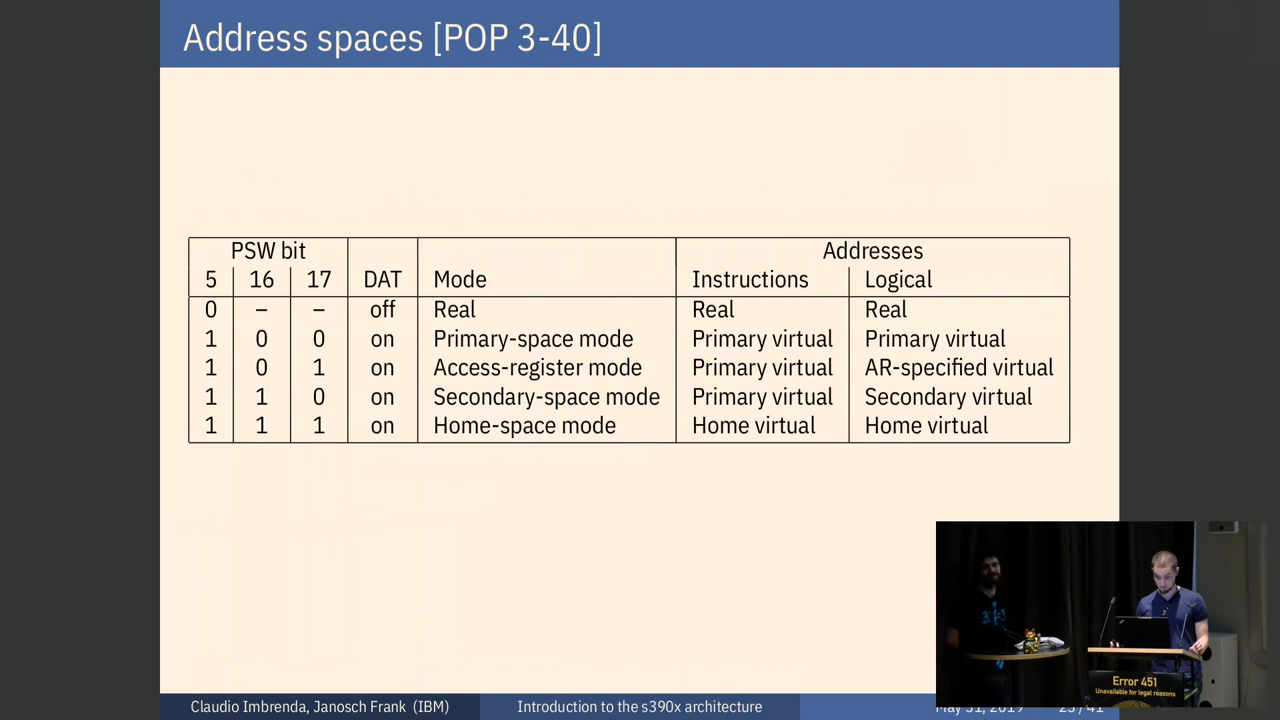 Address spaces [POP 3-40]
PSW bit Addresses
5 16 17 DAT Mode Instructions Logical
0 – – off Real Real Real
1 0 0 on Primary-space mode Primary virtual Primary virtual
1 0 1 on Access-register mode Primary virtual AR-specified virtual
1 1 0 on Secondary-space mode Primary virtual Secondary virtual
1 1 1 on Home-space mode Home virtual Home virtual
Error 451
Unavailable for legal reasons
Claudio Imbrenda, Janosch Frank (IBM) Introduction to the s390x architecture May 31, 2019